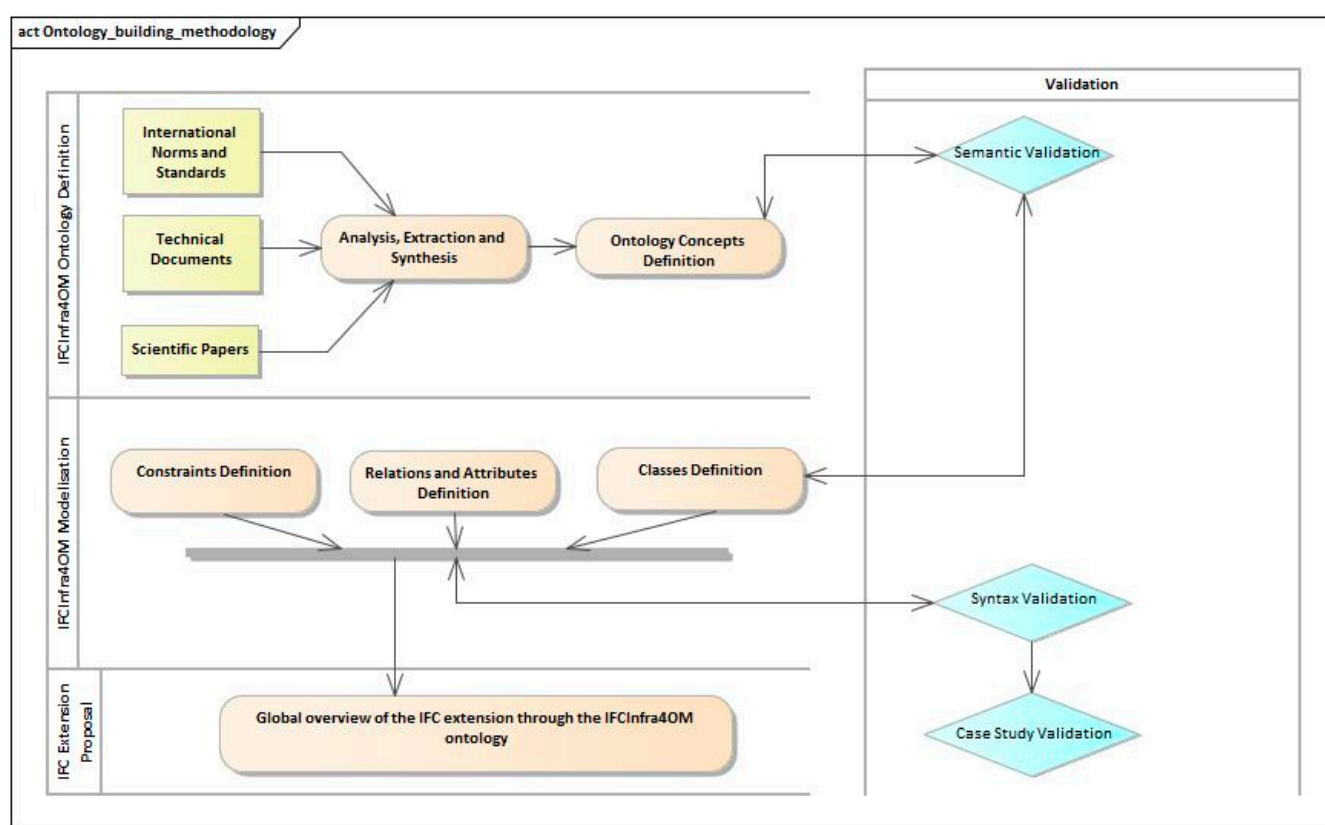 act Ontology_building_methodology
Validation
IFCInfra4OM Ontology Definition
International
Norms and
Standards
Technical
Documents
Scientific Papers
Analysis, Extraction and
Synthesis
Ontology Concepts
Definition
Semantic Validation
IFCInfra4OM Modelisation
Constraints Definition
Relations and Attributes
Definition
Classes Definition
Syntax Validation
IFC Extension
Proposal
Global overview of the IFC extension through the IFCInfra4OM
ontology
Case Study Validation